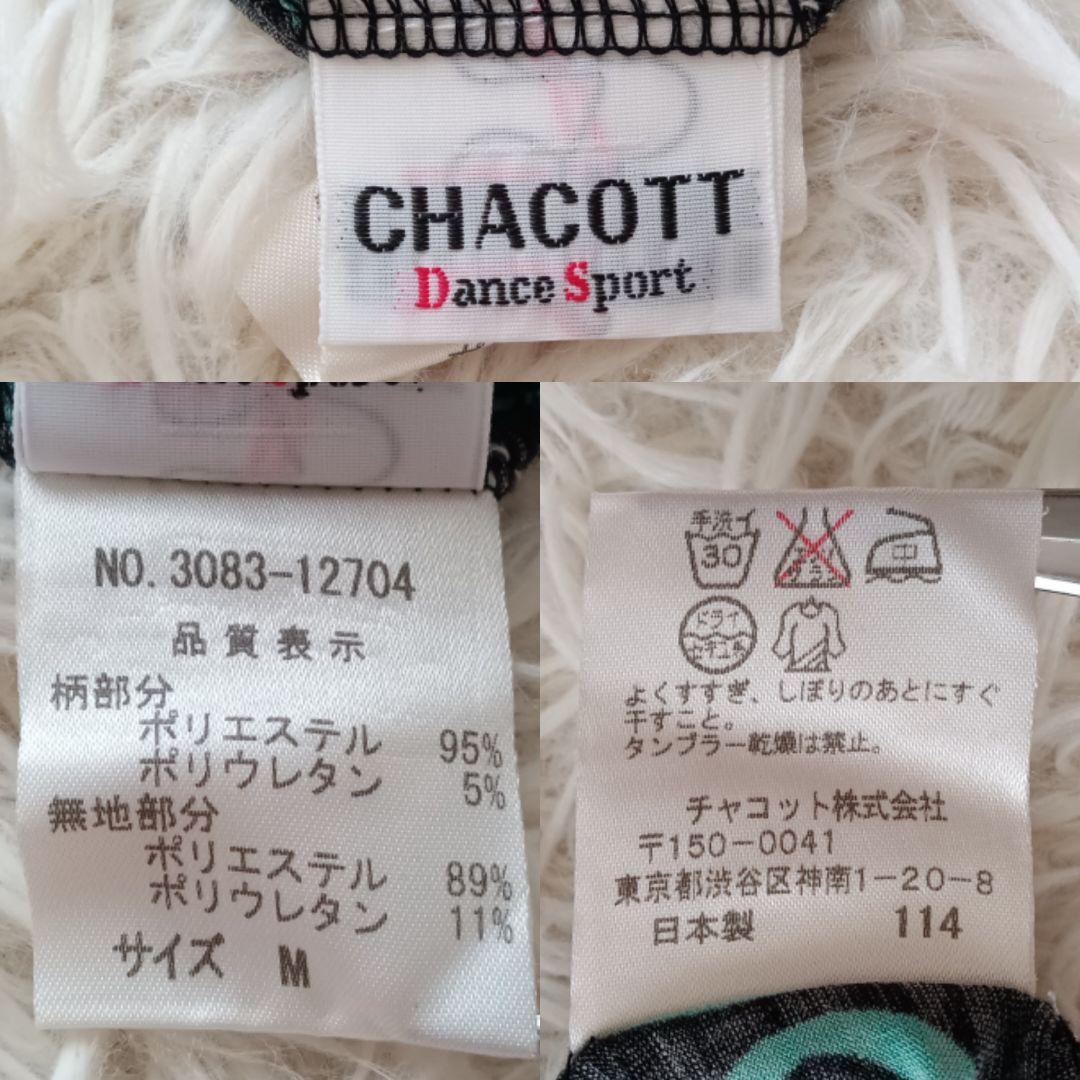 CHACOTT
Dance Sport
NO. 3083-12704
品質表示
柄部分
ポリエステル 95%
ポリウレタン 5%
無地部分
ポリエステル 89%
ポリウレタン 11%
サイズ M
手洗イ
30
中
ドライ
よくすすぎ、しぼりのあとにすぐ
干すこと。
タンブラー乾燥は禁止。
チャコット株式会社
〒150-0041
東京都渋谷区神南1-20-8
日本製 114